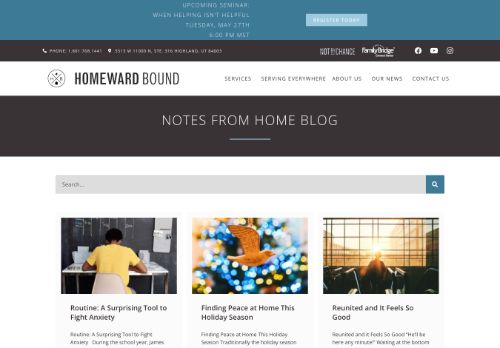 UPCOMING SEMINAR:
WHEN HELPING ISN'T HELPFUL
TUESDAY, MAY 27TH
6:00 PM MST
REGISTER TODAY
PHONE: 1.801.768.1441
5513 W 11000 N, STE. 316 HIGHLAND, UT 84003
NOT BY CHANCE
FamilyBridge
HOMEWARD BOUND
SERVICES
SERVING EVERYWHERE
ABOUT US
OUR NEWS
CONTACT US
NOTES FROM HOME BLOG
Search...
Routine: A Surprising Tool to
Fight Anxiety
Routine: A Surprising Tool to Fight
Anxiety  During the school year, James
Finding Peace at Home This
Holiday Season
Finding Peace at Home This Holiday
Season Traditionally the holiday season
Reunited and It Feels So
Good
Reunited and it Feels So Good "He'll be
here any minute!" Waiting at the bottom